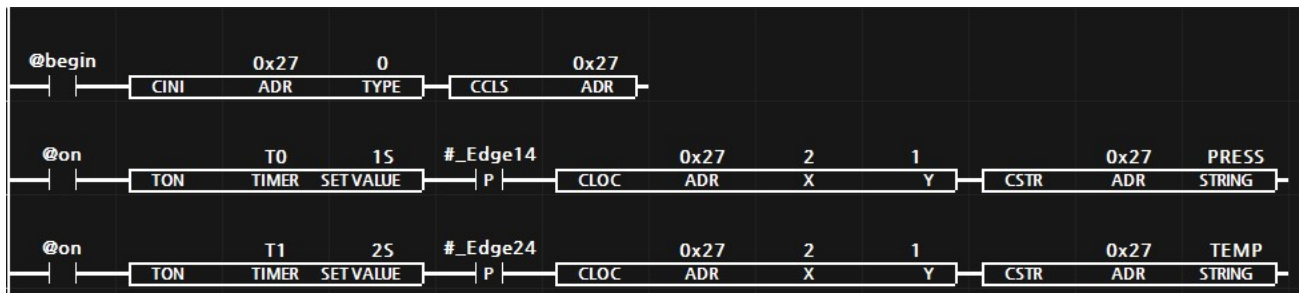 @begin 0x27 0 0x27
CINI ADR TYPE CCLS ADR
@on T0 1S #_Edge14 0x27 2 1 0x27 PRESS
TON TIMER SET VALUE P CLOC ADR X Y CSTR ADR STRING
@on T1 2S #_Edge24 0x27 2 1 0x27 TEMP
TON TIMER SET VALUE P CLOC ADR X Y CSTR ADR STRING